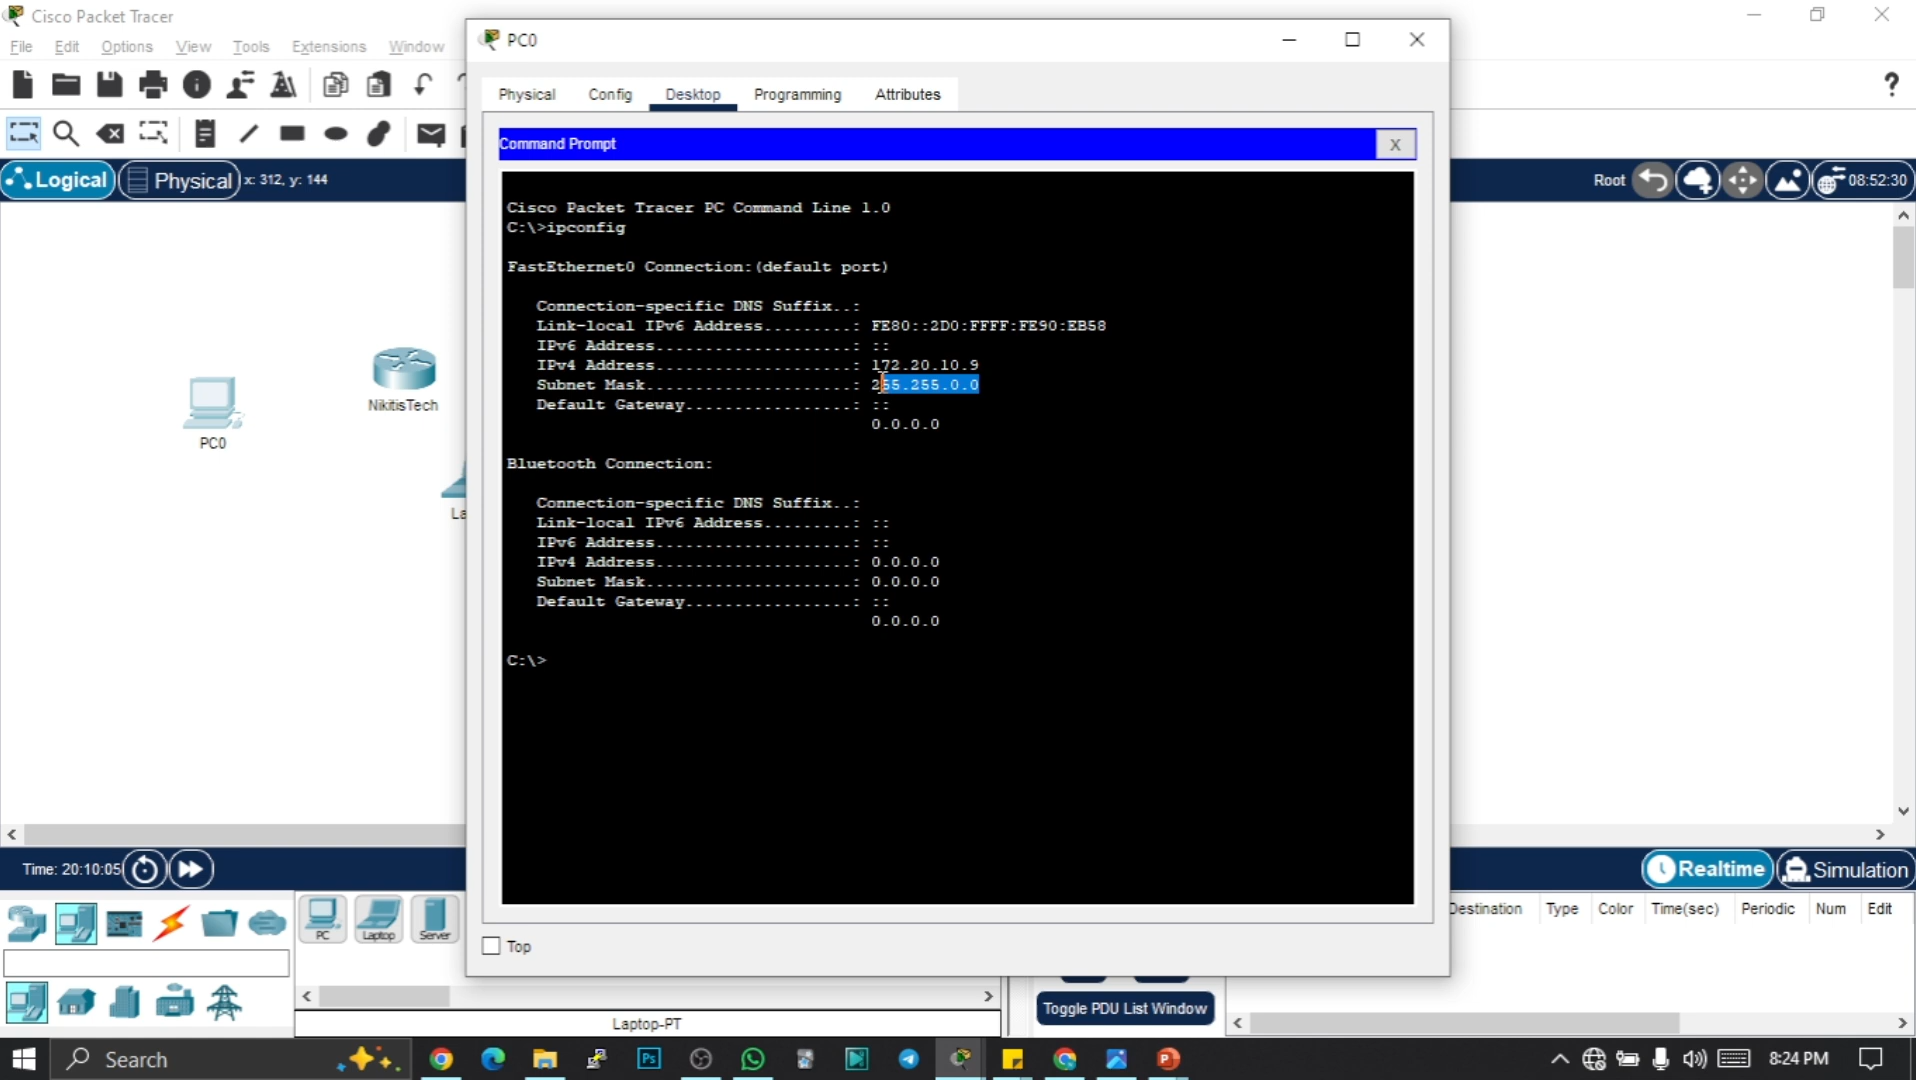 Cisco Packet Tracer
File Edit Options View Tools Extensions Window
PC0
Physical Config Desktop Programming Attributes
Command Prompt
X
?
Logical Physical x: 312, y: 144
Root 08:52:30
Cisco Packet Tracer PC Command Line 1.0
C:\>ipconfig
FastEthernet0 Connection:(default port)
Connection-specific DNS Suffix..:
Link-local IPv6 Address.........: FE80::2D0:FFFF:FE90:EB58
IPv6 Address....................: ::
IPv4 Address....................: 172.20.10.9
Subnet Mask.....................: 255.255.0.0
Default Gateway.................: ::
0.0.0.0
Bluetooth Connection:
Connection-specific DNS Suffix..:
Link-local IPv6 Address.........: ::
IPv6 Address....................: ::
IPv4 Address....................: 0.0.0.0
Subnet Mask.....................: 0.0.0.0
Default Gateway.................: ::
0.0.0.0
C:\>
NikitisTech
PC0
La
Top
Time: 20:10:05
Realtime Simulation
PC Laptop Server
Destination Type Color Time(sec) Periodic Num Edit
Toggle PDU List Window
Laptop-PT
Search
Ps
P
8:24 PM